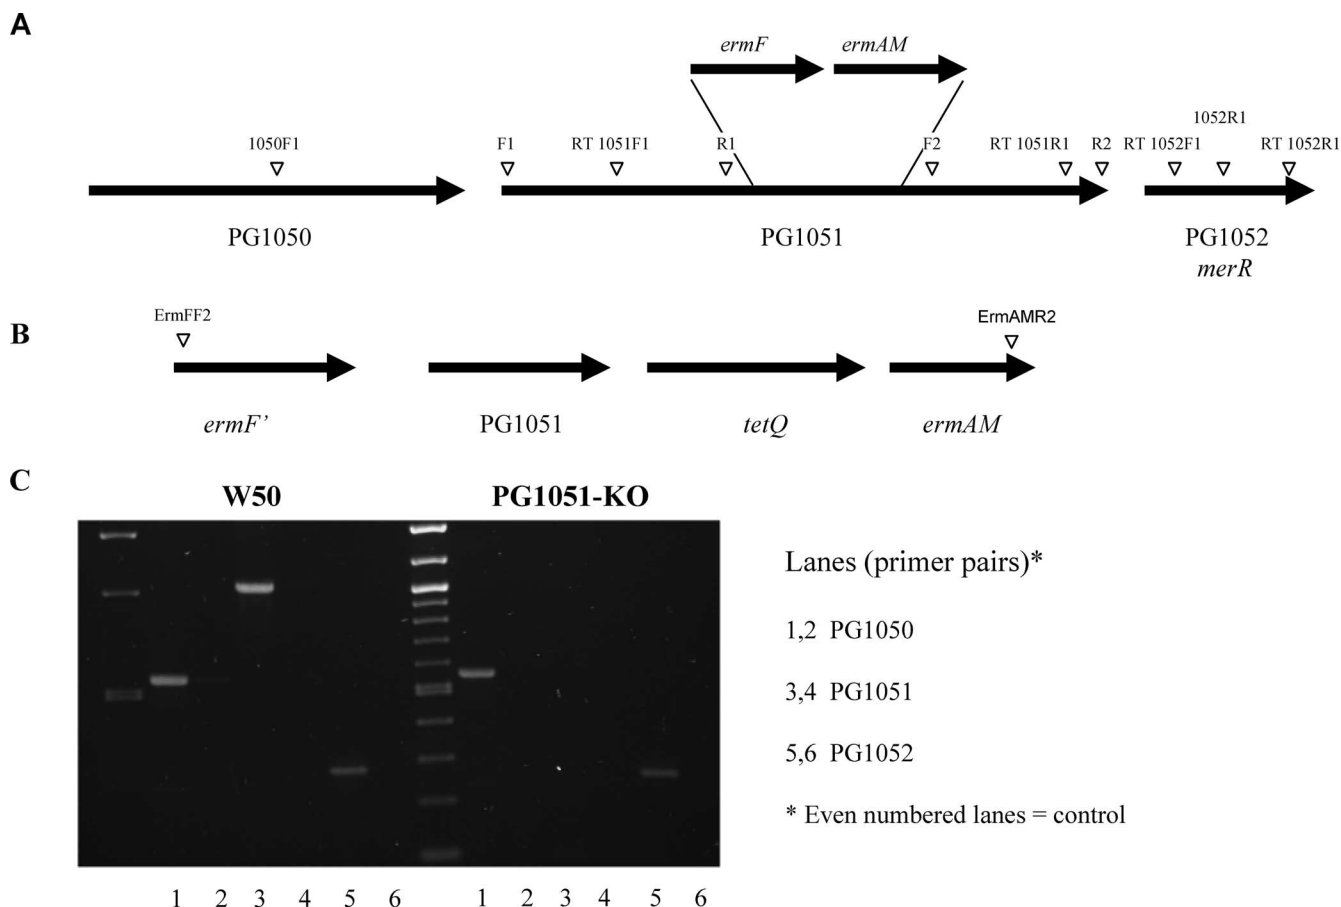 A
ermF ermAM
1052R1
1050F1 F1 RT 1051F1 R1 F2 RT 1051R1 R2 RT 1052F1 RT 1052R1
PG1050 PG1051 PG1052
merR
ErmFF2 ErmAMR2
B
ermF’ PG1051 tetQ ermAM
C
W50 PG1051-KO
Lanes (primer pairs)*
1,2 PG1050
3,4 PG1051
5,6 PG1052
* Even numbered lanes = control
1 2 3 4 5 6 1 2 3 4 5 6